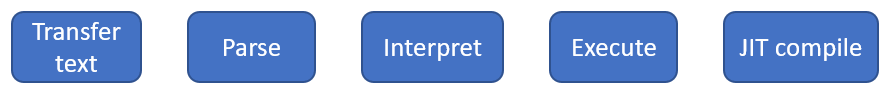 Transfer
text
Parse
Interpret
Execute
JIT compile